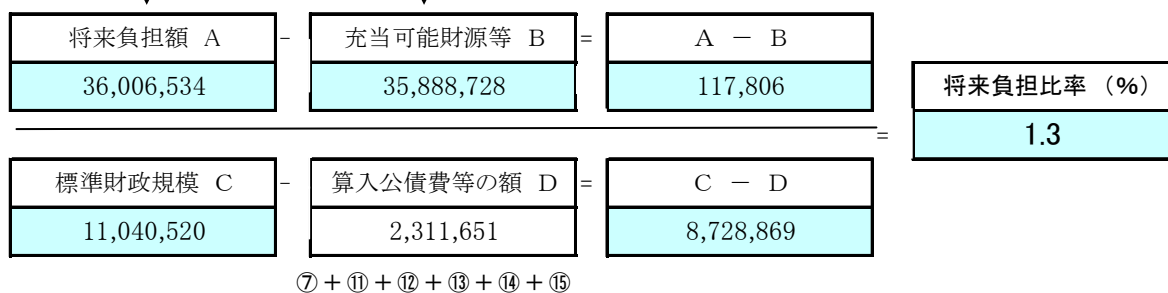 将来負担額 A - 充当可能財源等 B = A － B
36,006,534 35,888,728 117,806
将来負担比率 （%）
= 1.3
標準財政規模 C - 算入公債費等の額 D = C － D
11,040,520 2,311,651 8,728,869
⑦＋⑪＋⑫＋⑬＋⑭＋⑮